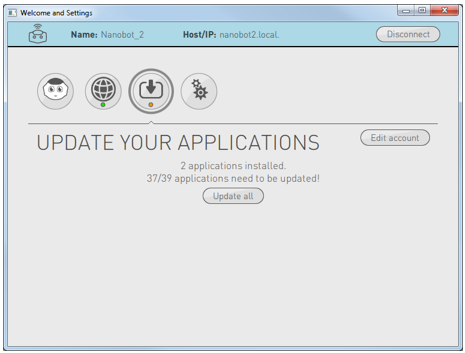 Welcome and Settings
Name: Nanobot_2 Host/IP: nanobot2.local. Disconnect
UPDATE YOUR APPLICATIONS Edit account
2 applications installed.
37/39 applications need to be updated!
Update all